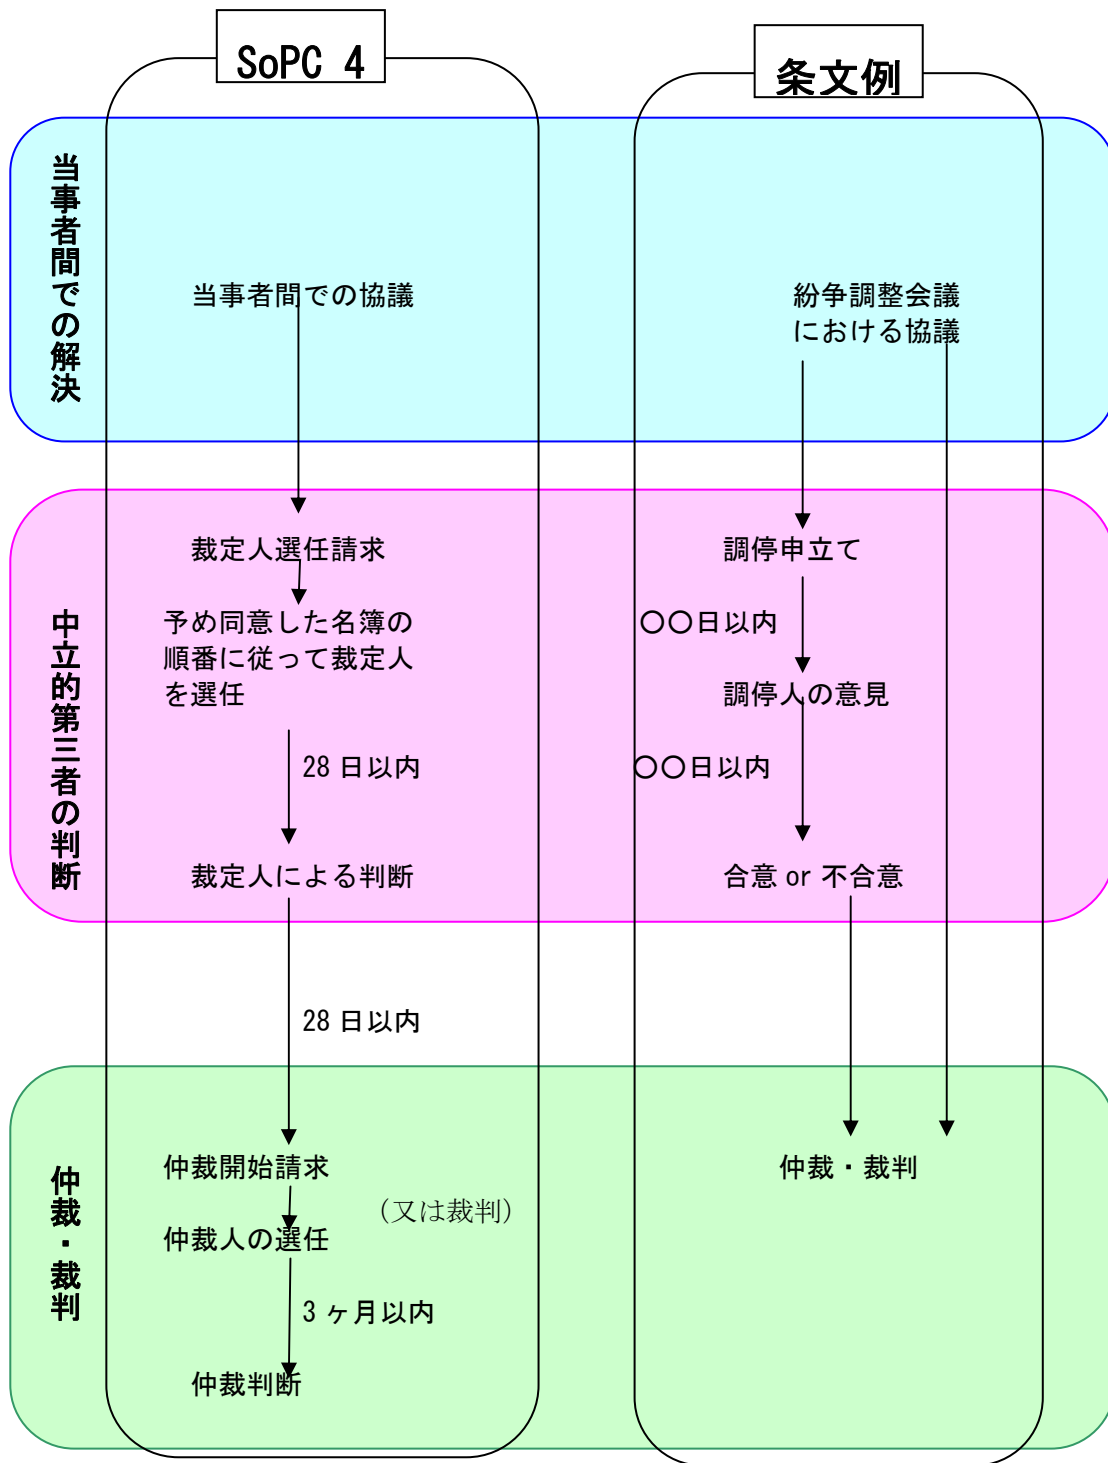 SoPC 4
条文例
当事者間での解決
当事者間での協議
紛争調整会議
における協議
中立的第三者の判断
裁定人選任請求
予め同意した名簿の
順番に従って裁定人
を選任
28 日以内
裁定人による判断
調停申立て
〇〇日以内
調停人の意見
〇〇日以内
合意 or 不合意
28 日以内
仲裁・裁判
仲裁開始請求
（又は裁判）
仲裁人の選任
3 ヶ月以内
仲裁判断
仲裁・裁判